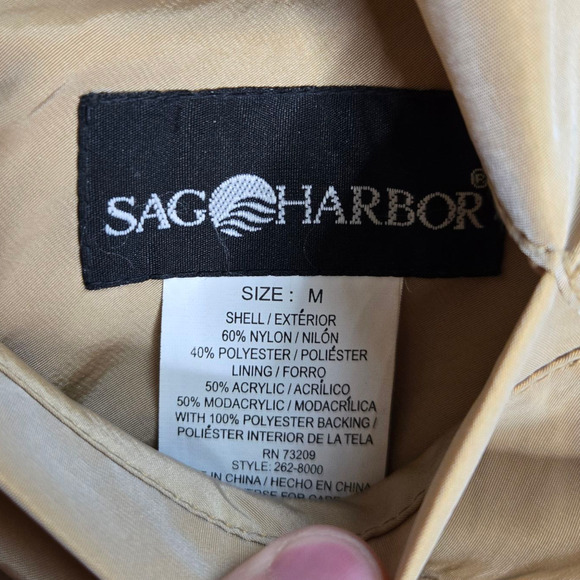 SAG HARBOR®
SIZE : M
SHELL / EXTÉRIOR
60% NYLON / NILÓN
40% POLYESTER / POLIÉSTER
LINING / FORRO
50% ACRYLIC / ACRÍLICO
50% MODACRYLIC / MODACRÍLICA
WITH 100% POLYESTER BACKING /
POLIÉSTER INTERIOR DE LA TELA
RN 73209
STYLE: 262-8000
IN CHINA / HECHO EN CHINA
FOR